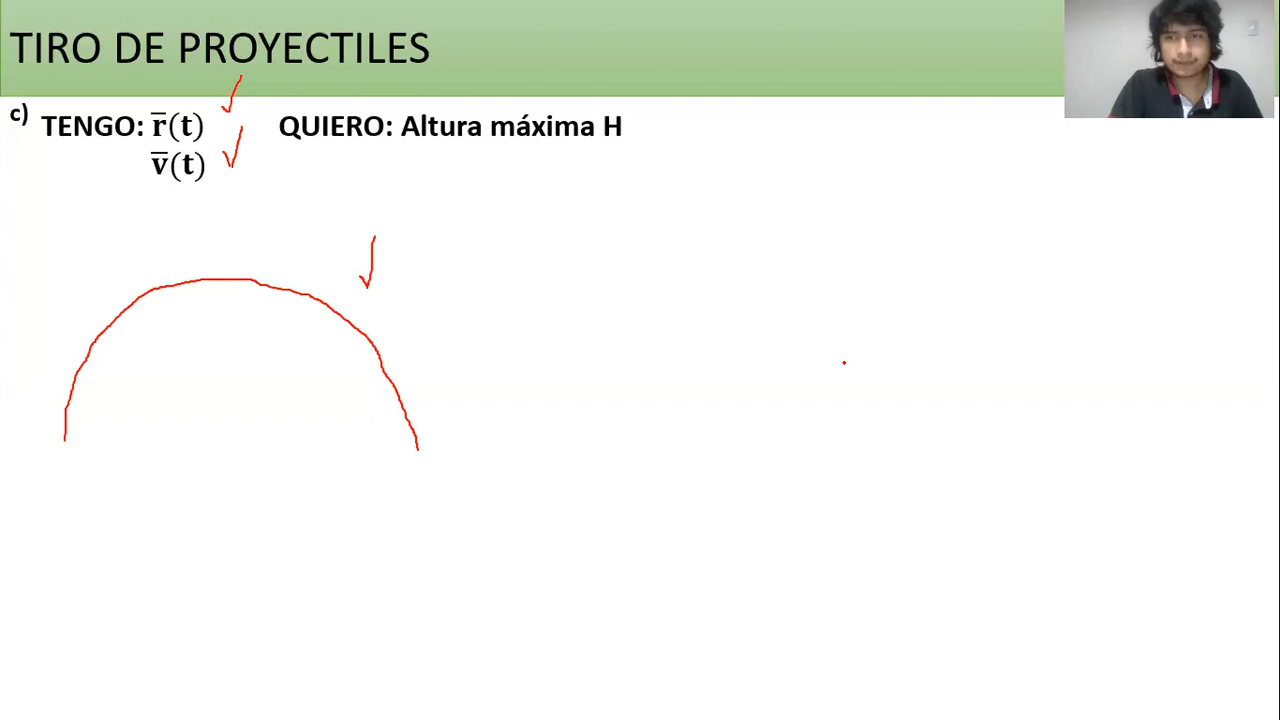 TIRO DE PROYECTILES
c) TENGO: r̅(t) QUIERO: Altura máxima H
v̅(t)